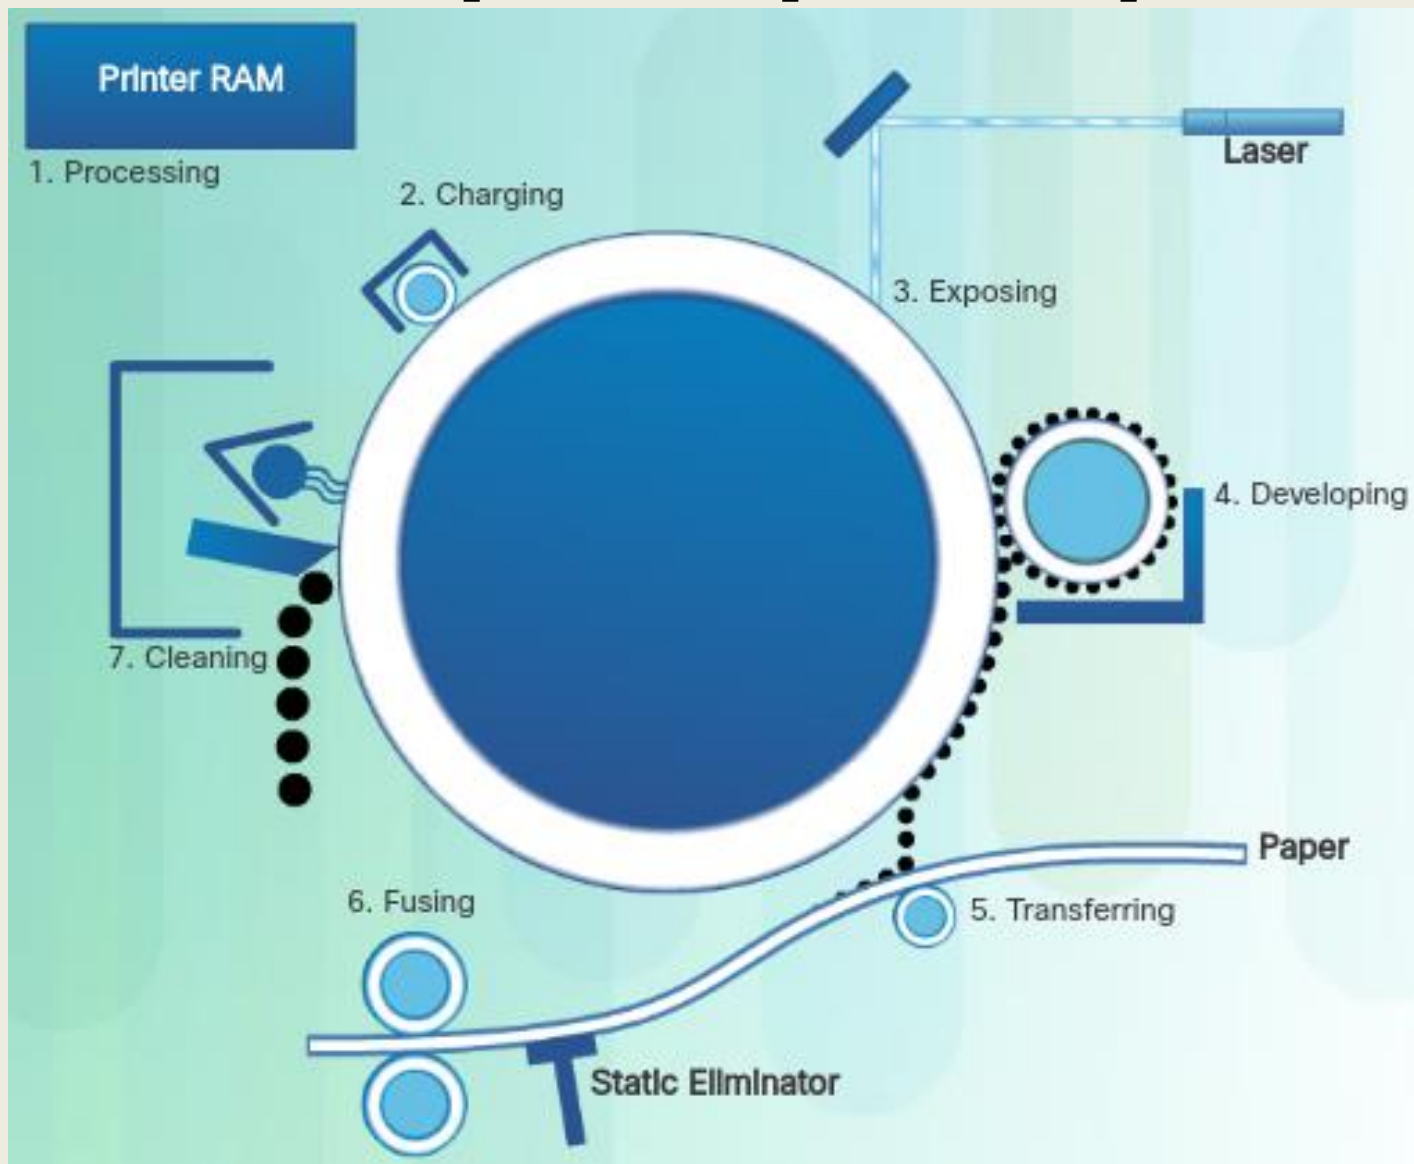 Printer RAM
1. Processing
2. Charging
Laser
3. Exposing
4. Developing
7. Cleaning
Paper
6. Fusing
5. Transferring
Static Eliminator